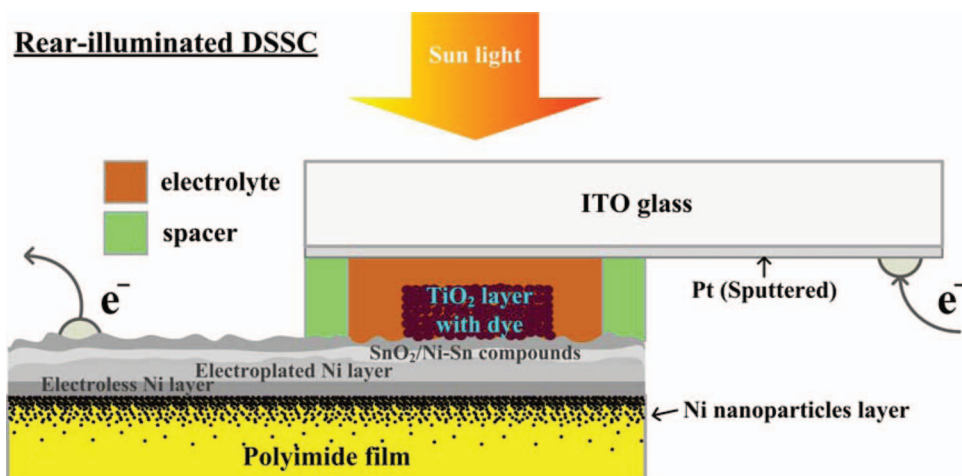 Rear-illuminated DSSC
Sun light
electrolyte
spacer
ITO glass
Pt (Sputtered)
e⁻
e⁻
TiO₂ layer
with dye
SnO₂/Ni-Sn compounds
Electroplated Ni layer
Electroless Ni layer
Ni nanoparticles layer
Polyimide film